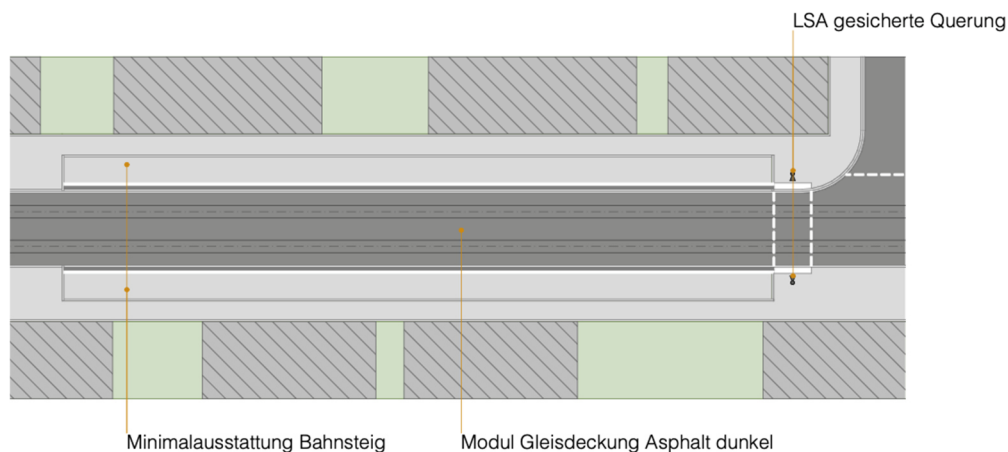 LSA gesicherte Querung
Minimalausstattung Bahnsteig
Modul Gleisdeckung Asphalt dunkel